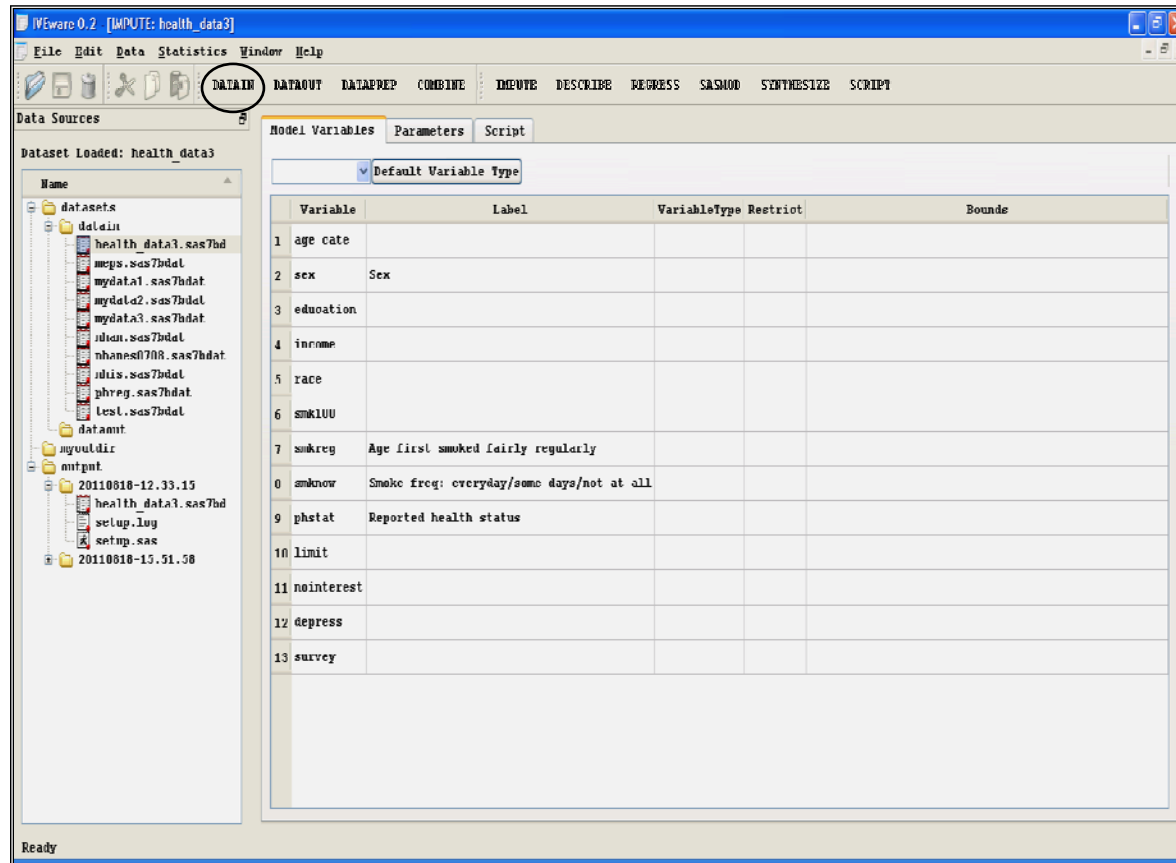 IVEware 0.2 - [IMPUTE: health_data3]
File Edit Data Statistics Window Help
DATAIN DATAOUT DATAPREP COMBINE IMPUTE DESCRIBE REGRESS SASMOD SYNTHESIZE SCRIPT
Data Sources
Dataset Loaded: health_data3
Name
datasets
datain
health_data3.sas7bd
meps.sas7bdat
mydata1.sas7bdat
mydata2.sas7bdat
mydata3.sas7bdat
nhan.sas7bdat
nhanes0708.sas7bdat
nhis.sas7bdat
phreg.sas7bdat
test.sas7bdat
dataout
myoutdir
output
20110818-12.33.15
health_data3.sas7bd
setup.log
setup.sas
20110818-15.51.58
Model Variables Parameters Script
Default Variable Type
Variable Label VariableType Restrict Bounds
1 age cate
2 sex Sex
3 education
4 income
5 race
6 smk100
7 smkreg Age first smoked fairly regularly
8 smknow Smoke freq: everyday/some days/not at all
9 phstat Reported health status
10 limit
11 nointerest
12 depress
13 survey
Ready